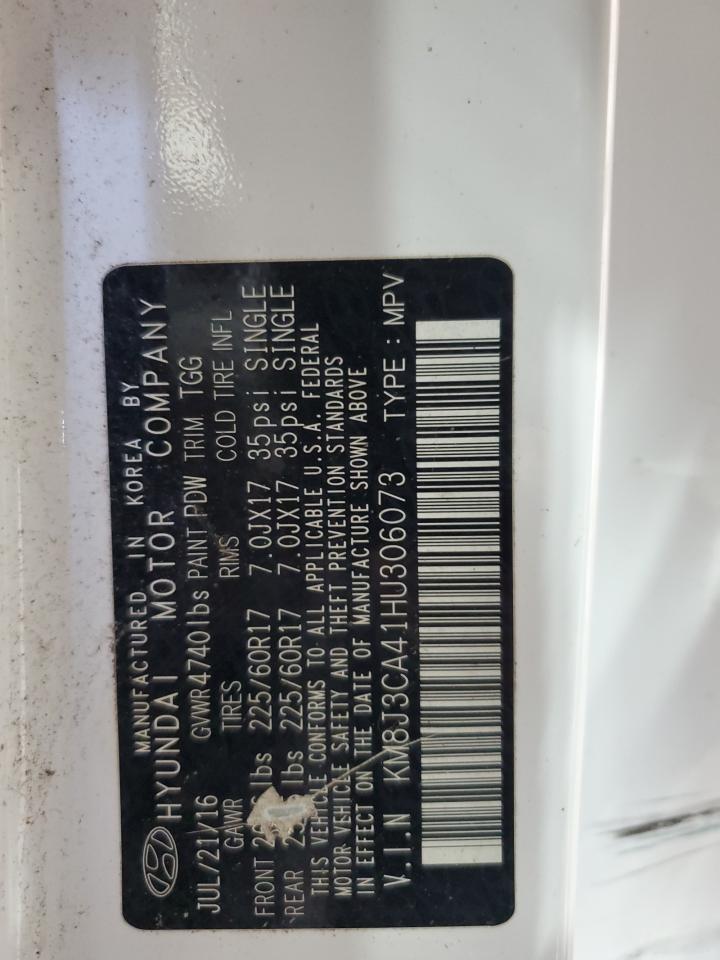 MANUFACTURED IN KOREA BY
HYUNDAI MOTOR COMPANY
JUL/21/16 GVWR4740lbs PAINT PDW TRIM TGG
GAWR TIRES RIMS COLD TIRE INFL
FRONT lbs 225/60R17 7.0JX17 35psi SINGLE
REAR lbs 225/60R17 7.0JX17 35psi SINGLE
THIS VEHICLE CONFORMS TO ALL APPLICABLE U.S.A. FEDERAL
MOTOR VEHICLE SAFETY AND THEFT PREVENTION STANDARDS
IN EFFECT ON THE DATE OF MANUFACTURE SHOWN ABOVE
V.I.N KM8J3CA41HU306073 TYPE : MPV